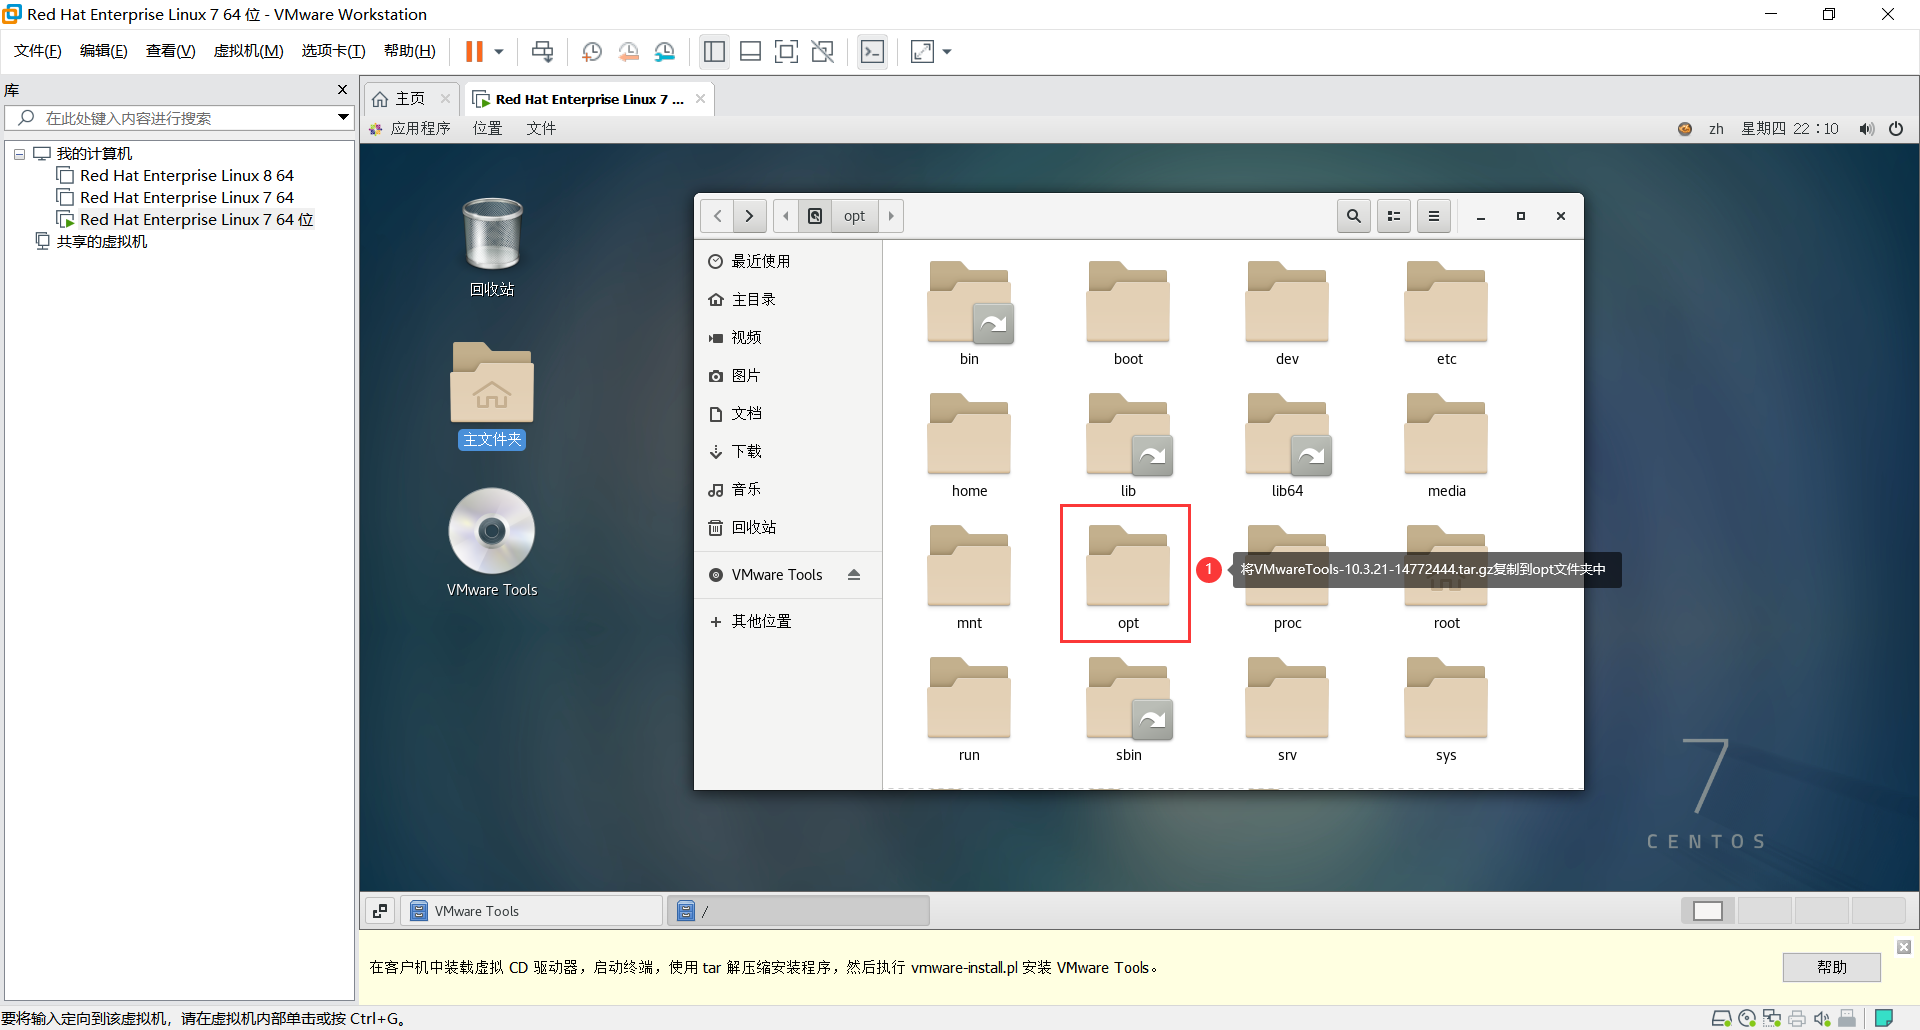 Red Hat Enterprise Linux 7 64 位 - VMware Workstation
文件(F) 编辑(E) 查看(V) 虚拟机(M) 选项卡(T) 帮助(H)
库
在此处键入内容进行搜索
我的计算机
Red Hat Enterprise Linux 8 64
Red Hat Enterprise Linux 7 64
Red Hat Enterprise Linux 7 64 位
共享的虚拟机
主页
Red Hat Enterprise Linux 7 ...
应用程序 位置 文件
zh 星期四 22：10
回收站
主文件夹
VMware Tools
opt
最近使用
主目录
视频
图片
文档
下载
音乐
回收站
VMware Tools
其他位置
bin boot dev etc
home lib lib64 media
1 将VMwareTools-10.3.21-14772444.tar.gz复制到opt文件夹中
mnt opt proc root
run sbin srv sys
7
CENTOS
VMware Tools
/
在客户机中装载虚拟 CD 驱动器，启动终端，使用 tar 解压缩安装程序，然后执行 vmware-install.pl 安装 VMware Tools。
帮助
要将输入定向到该虚拟机，请在虚拟机内部单击或按 Ctrl+G。